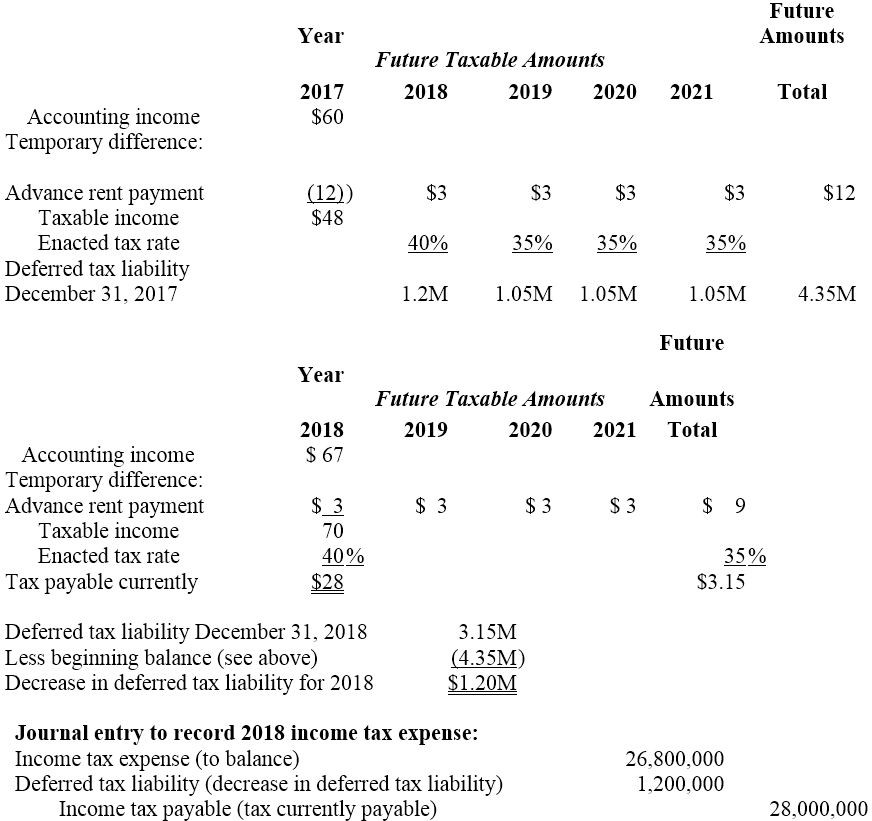 Future
Year Amounts
Future Taxable Amounts
2017 2018 2019 2020 2021 Total
Accounting income $60
Temporary difference:
Advance rent payment (12)) $3 $3 $3 $3 $12
Taxable income $48
Enacted tax rate 40% 35% 35% 35%
Deferred tax liability
December 31, 2017 1.2M 1.05M 1.05M 1.05M 4.35M
Future
Year
Future Taxable Amounts Amounts
2018 2019 2020 2021 Total
Accounting income $ 67
Temporary difference:
Advance rent payment $ 3 $ 3 $ 3 $ 3 $ 9
Taxable income 70
Enacted tax rate 40% 35%
Tax payable currently $28 $3.15
Deferred tax liability December 31, 2018 3.15M
Less beginning balance (see above) (4.35M)
Decrease in deferred tax liability for 2018 $1.20M
Journal entry to record 2018 income tax expense:
Income tax expense (to balance) 26,800,000
Deferred tax liability (decrease in deferred tax liability) 1,200,000
Income tax payable (tax currently payable) 28,000,000